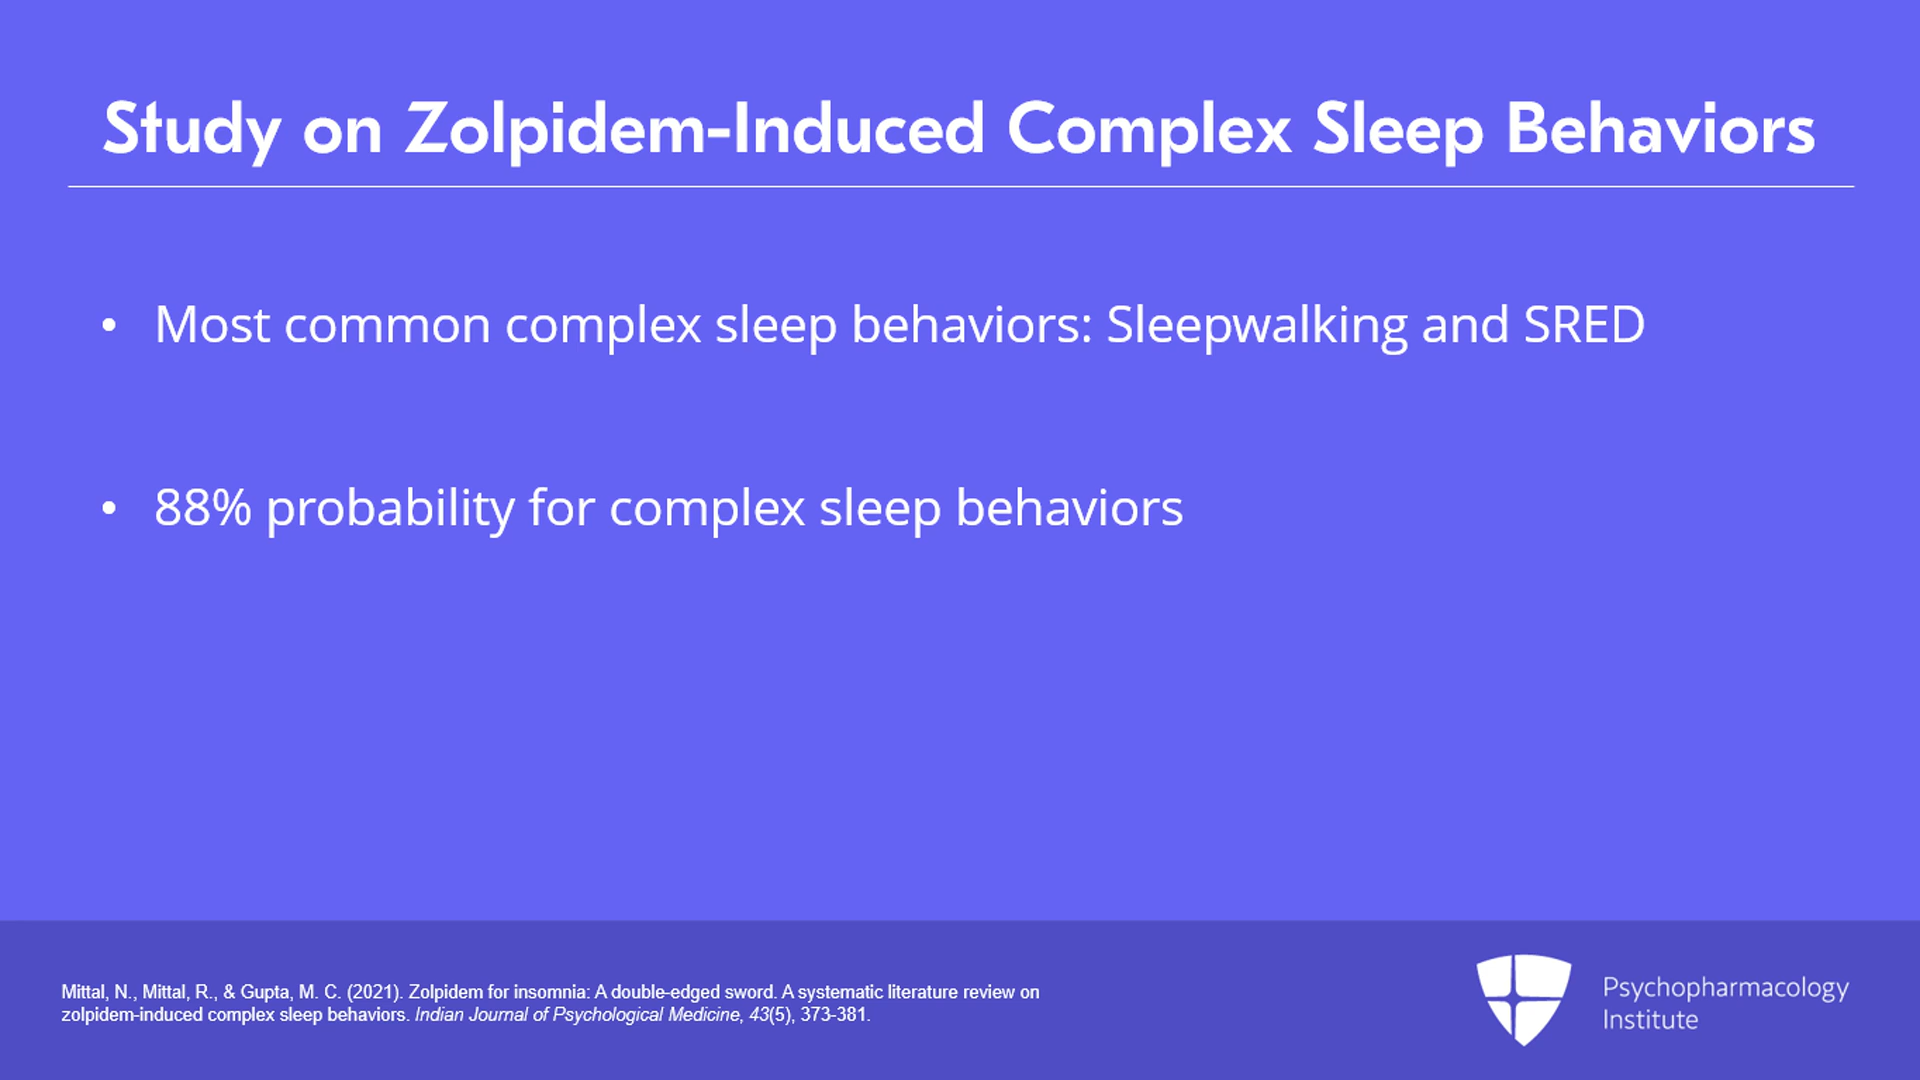 Study on Zolpidem-Induced Complex Sleep Behaviors
• Most common complex sleep behaviors: Sleepwalking and SRED
• 88% probability for complex sleep behaviors
Mittal, N., Mittal, R., & Gupta, M. C. (2021). Zolpidem for insomnia: A double-edged sword. A systematic literature review on
zolpidem-induced complex sleep behaviors. Indian Journal of Psychological Medicine, 43(5), 373-381.
Psychopharmacology
Institute